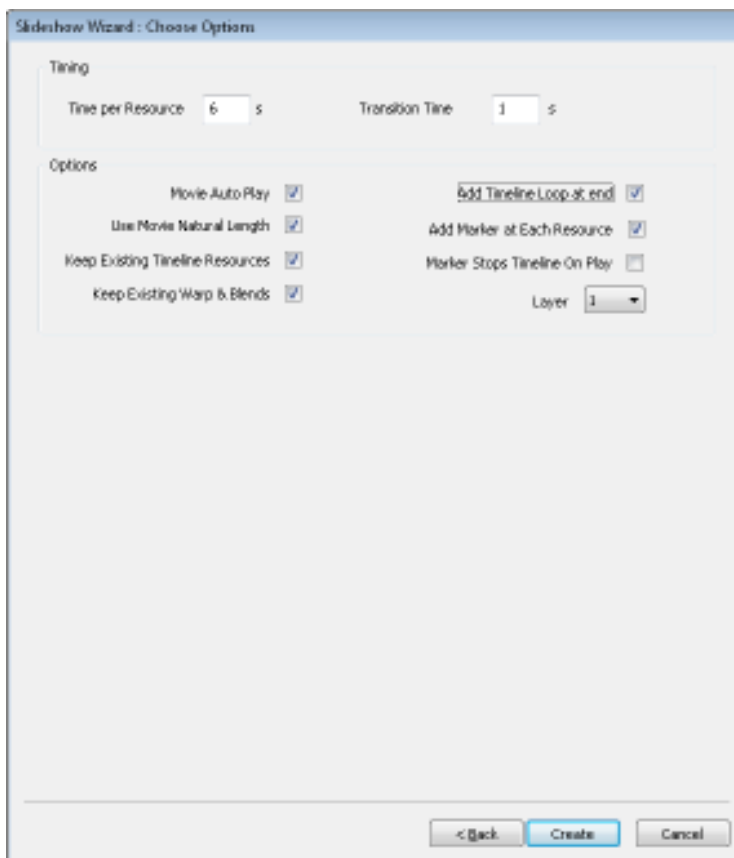 Slideshow Wizard : Choose Options
Timing
Time per Resource 6 s Transition Time 1 s
Options
Movie Auto Play Add Timeline Loop at end
Use Movie Natural Length Add Marker at Each Resource
Keep Existing Timeline Resources Marker Stops Timeline On Play
Keep Existing Warp & Blends Layer 1
< Back Create Cancel